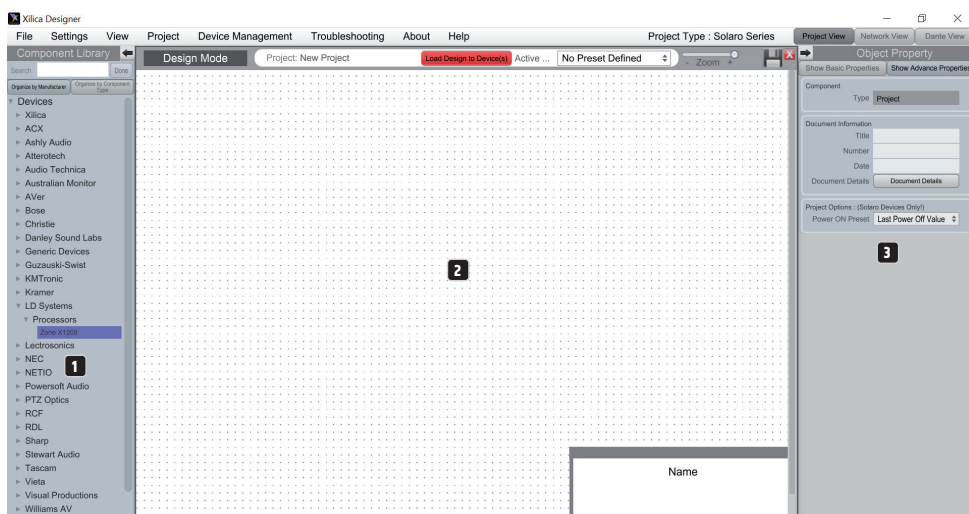 Xilica Designer
File Settings View Project Device Management Troubleshooting About Help Project Type : Solaro Series Project View Network View Dante View
Component Library
Search Done
Organize by Manufacturer Organize by Component Type
Devices
Xilica
ACX
Ashly Audio
Atterotech
Audio Technica
Australian Monitor
AVer
Bose
Christie
Danley Sound Labs
Generic Devices
Guzauski-Swist
KMTronic
Kramer
LD Systems
Processors
Zone X1208
Lectrosonics
NEC
NETIO
Powersoft Audio
PTZ Optics
RCF
RDL
Sharp
Stewart Audio
Tascam
Vieta
Visual Productions
Williams AV
1
Design Mode Project: New Project Load Design to Device(s) Active ... No Preset Defined - Zoom + X
2
Name
Object Property
Show Basic Properties Show Advance Properties
Component
Type Project
Document Information
Title
Number
Date
Document Details Document Details
Project Options : (Solaro Devices Only!)
Power ON Preset Last Power Off Value
3